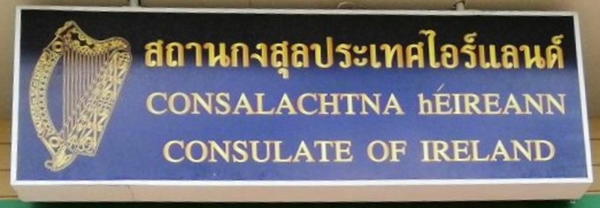 สถานกงสุลประเทศไอร์แลนด์
CONSALACHTNA hÉIREANN
CONSULATE OF IRELAND